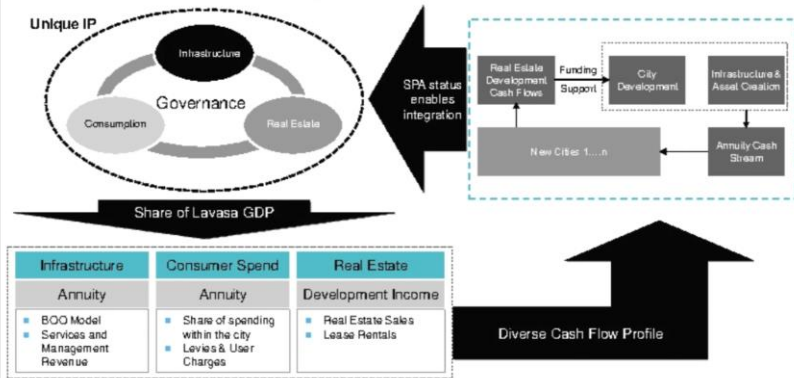 Unique IP
Infrastructure
Governance
Consumption
Real Estate
SPA status
enables
integration
Real Estate
Development
Cash Flows
Funding
Support
City
Development
Infrastructure &
Asset Creation
New Cities 1....n
Annuity Cash
Stream
Share of Lavasa GDP
Infrastructure
Annuity
BOO Model
Services and
Management
Revenue
Consumer Spend
Annuity
Share of spending
within the city
Levies & User
Charges
Real Estate
Development Income
Real Estate Sales
Lease Rentals
Diverse Cash Flow Profile